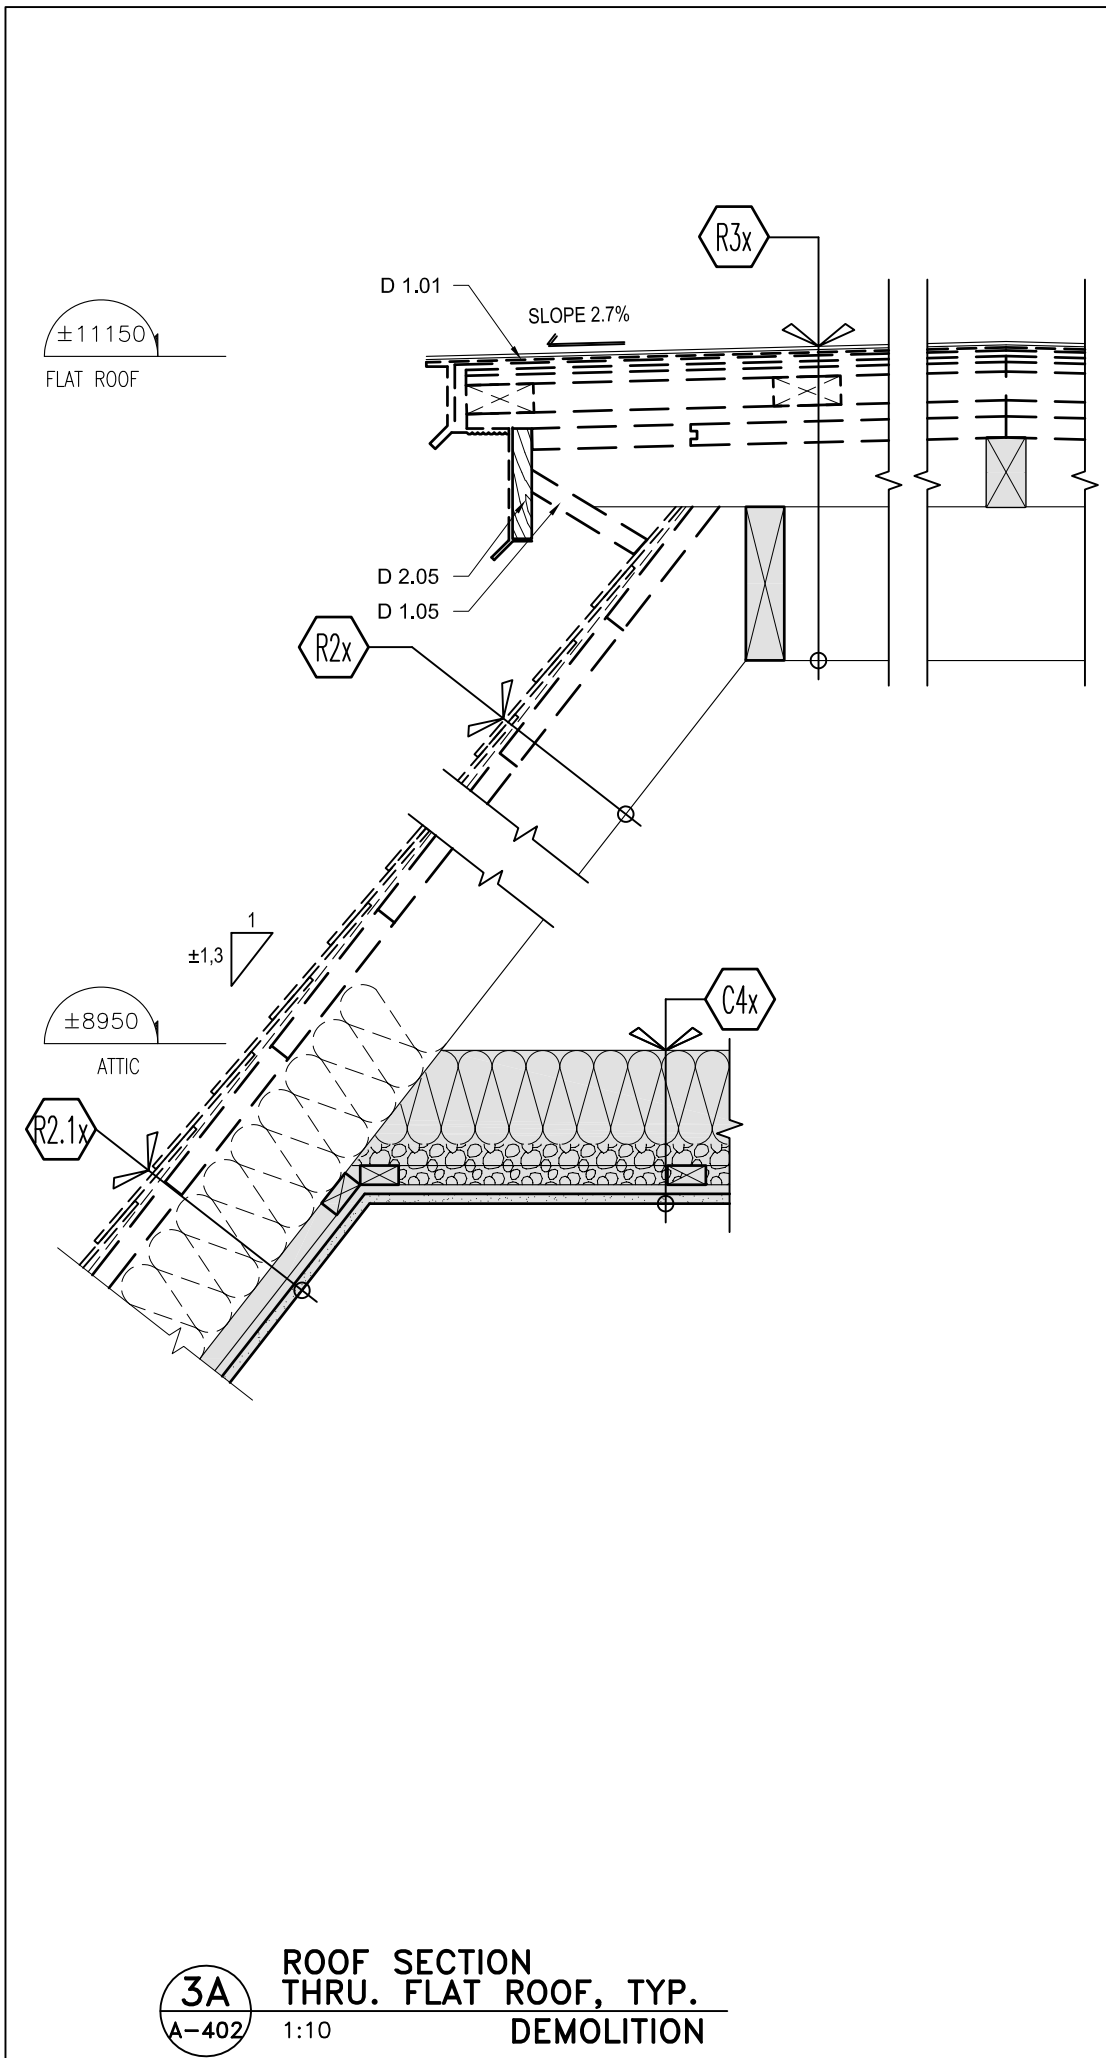 R3x
D 1.01
SLOPE 2.7%
±11150
FLAT ROOF
D 2.05
D 1.05
R2x
1
±1,3
C4x
±8950
ATTIC
R2.1x
3A
A-402
ROOF SECTION
THRU. FLAT ROOF, TYP.
1:10
DEMOLITION